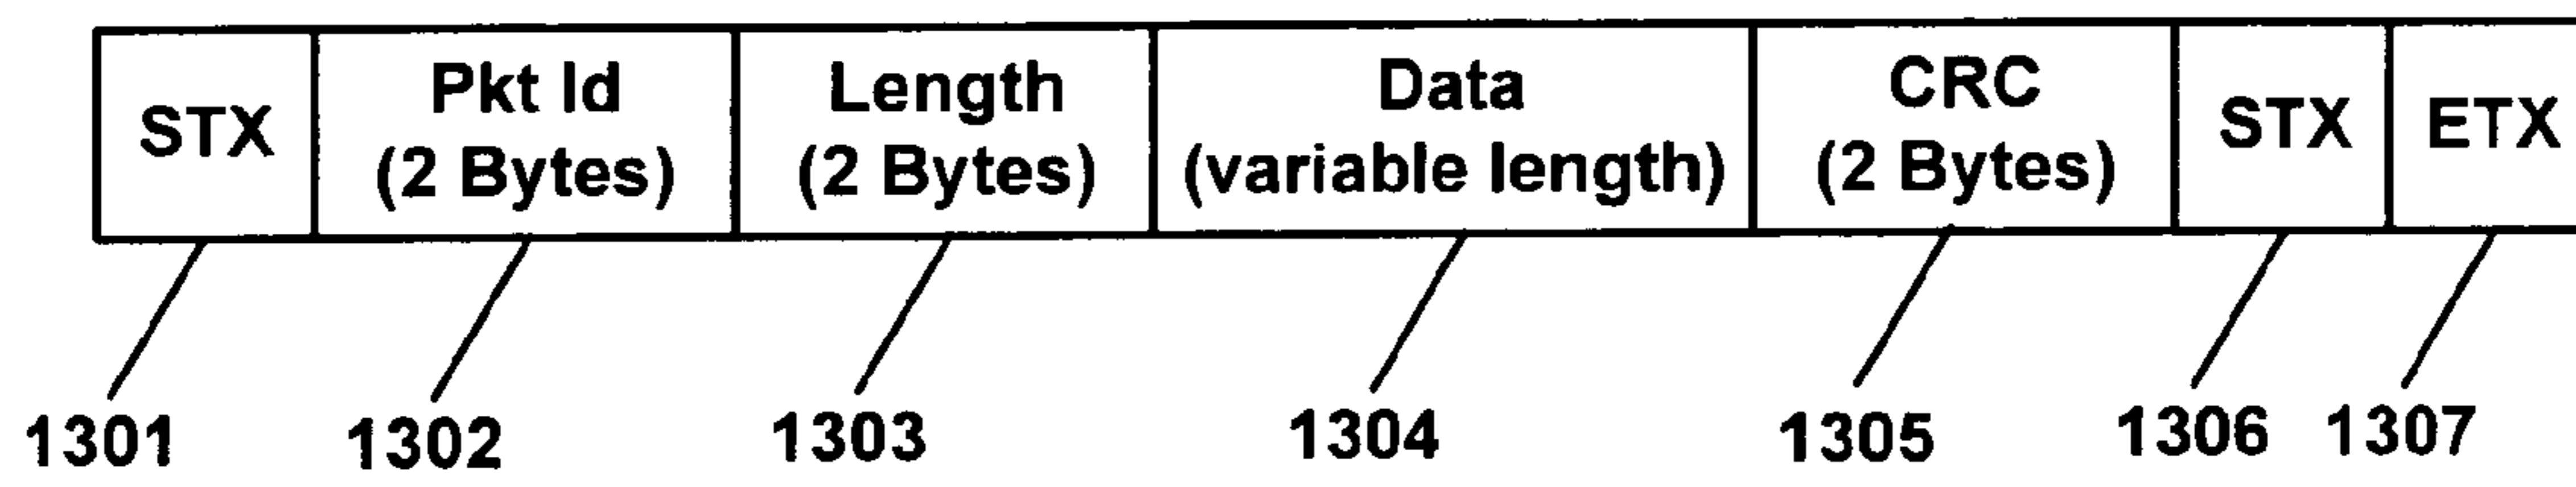 STX
Pkt Id
(2 Bytes)
Length
(2 Bytes)
Data
(variable length)
CRC
(2 Bytes)
STX
ETX
1301
1302
1303
1304
1305
1306
1307